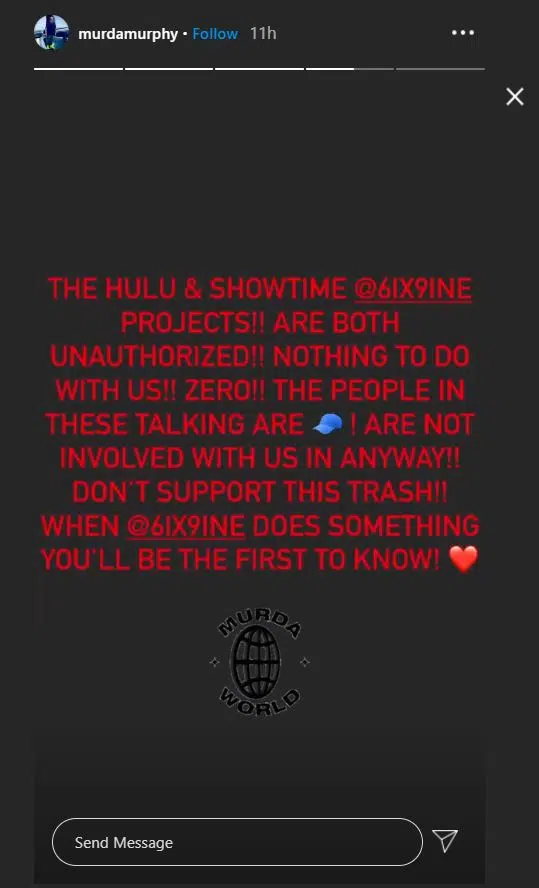 murdamurphy • Follow 11h
THE HULU & SHOWTIME @6IX9INE
PROJECTS!! ARE BOTH
UNAUTHORIZED!! NOTHING TO DO
WITH US!! ZERO!! THE PEOPLE IN
THESE TALKING ARE 🧢 ! ARE NOT
INVOLVED WITH US IN ANYWAY!!
DON'T SUPPORT THIS TRASH!!
WHEN @6IX9INE DOES SOMETHING
YOU'LL BE THE FIRST TO KNOW! ❤️
MURDA
WORLD
Send Message